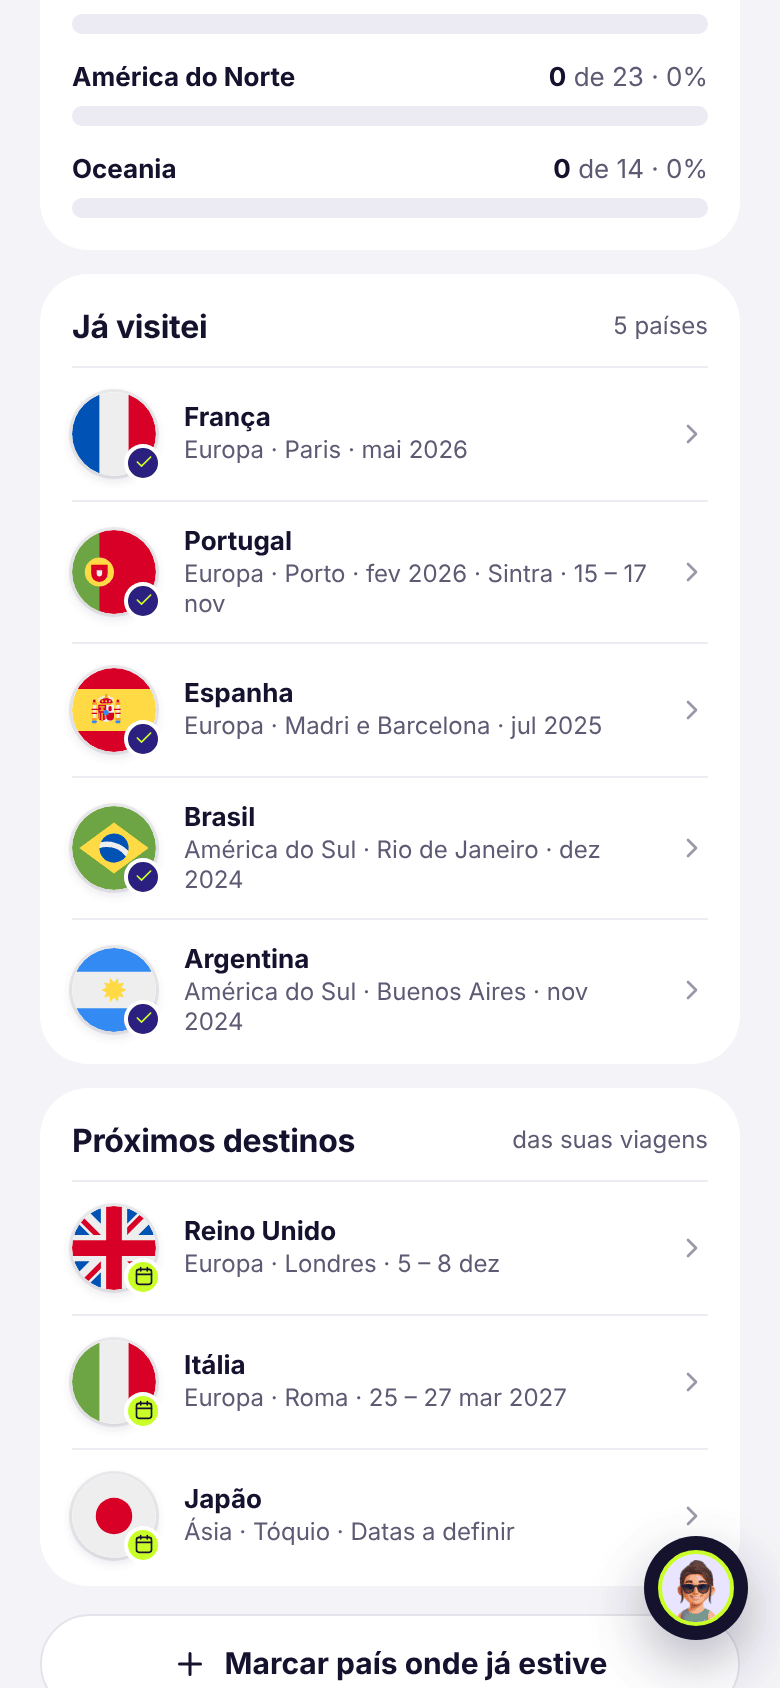 América do Norte
0 de 23 · 0%
Oceania
0 de 14 · 0%
Já visitei
5 países
França
Europa · Paris · mai 2026
Portugal
Europa · Porto · fev 2026 · Sintra · 15 – 17
nov
Espanha
Europa · Madri e Barcelona · jul 2025
Brasil
América do Sul · Rio de Janeiro · dez
2024
Argentina
América do Sul · Buenos Aires · nov
2024
Próximos destinos
das suas viagens
Reino Unido
Europa · Londres · 5 – 8 dez
Itália
Europa · Roma · 25 – 27 mar 2027
Japão
Ásia · Tóquio · Datas a definir
Marcar país onde já estive